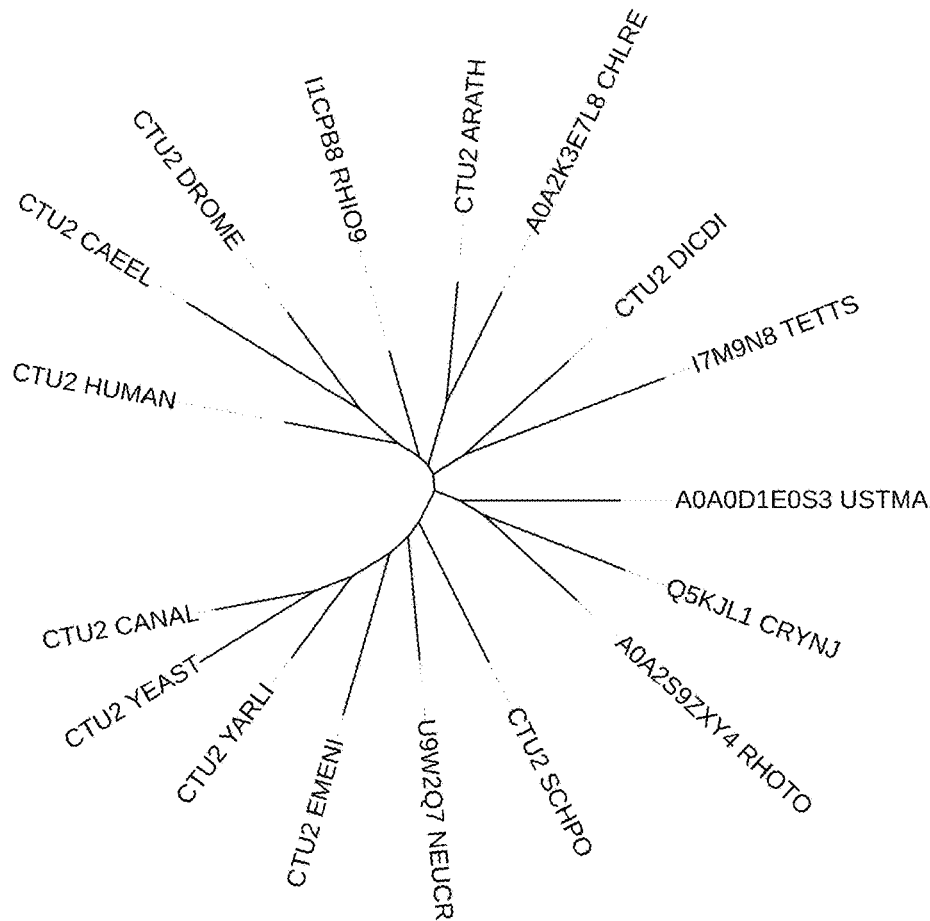 A0A2K3E7L8 CHLRE
CTU2 ARATH
I1CPB8 RHIO9
CTU2 DROME
CTU2 CAEEL
CTU2 HUMAN
CTU2 DICDI
I7M9N8 TETTS
A0A0D1E0S3 USTMA
Q5KJL1 CRYNJ
A0A2S9ZXY4 RHOTO
CTU2 SCHPO
U9W2Q7 NEUCR
CTU2 EMENI
CTU2 YARLI
CTU2 YEAST
CTU2 CANAL